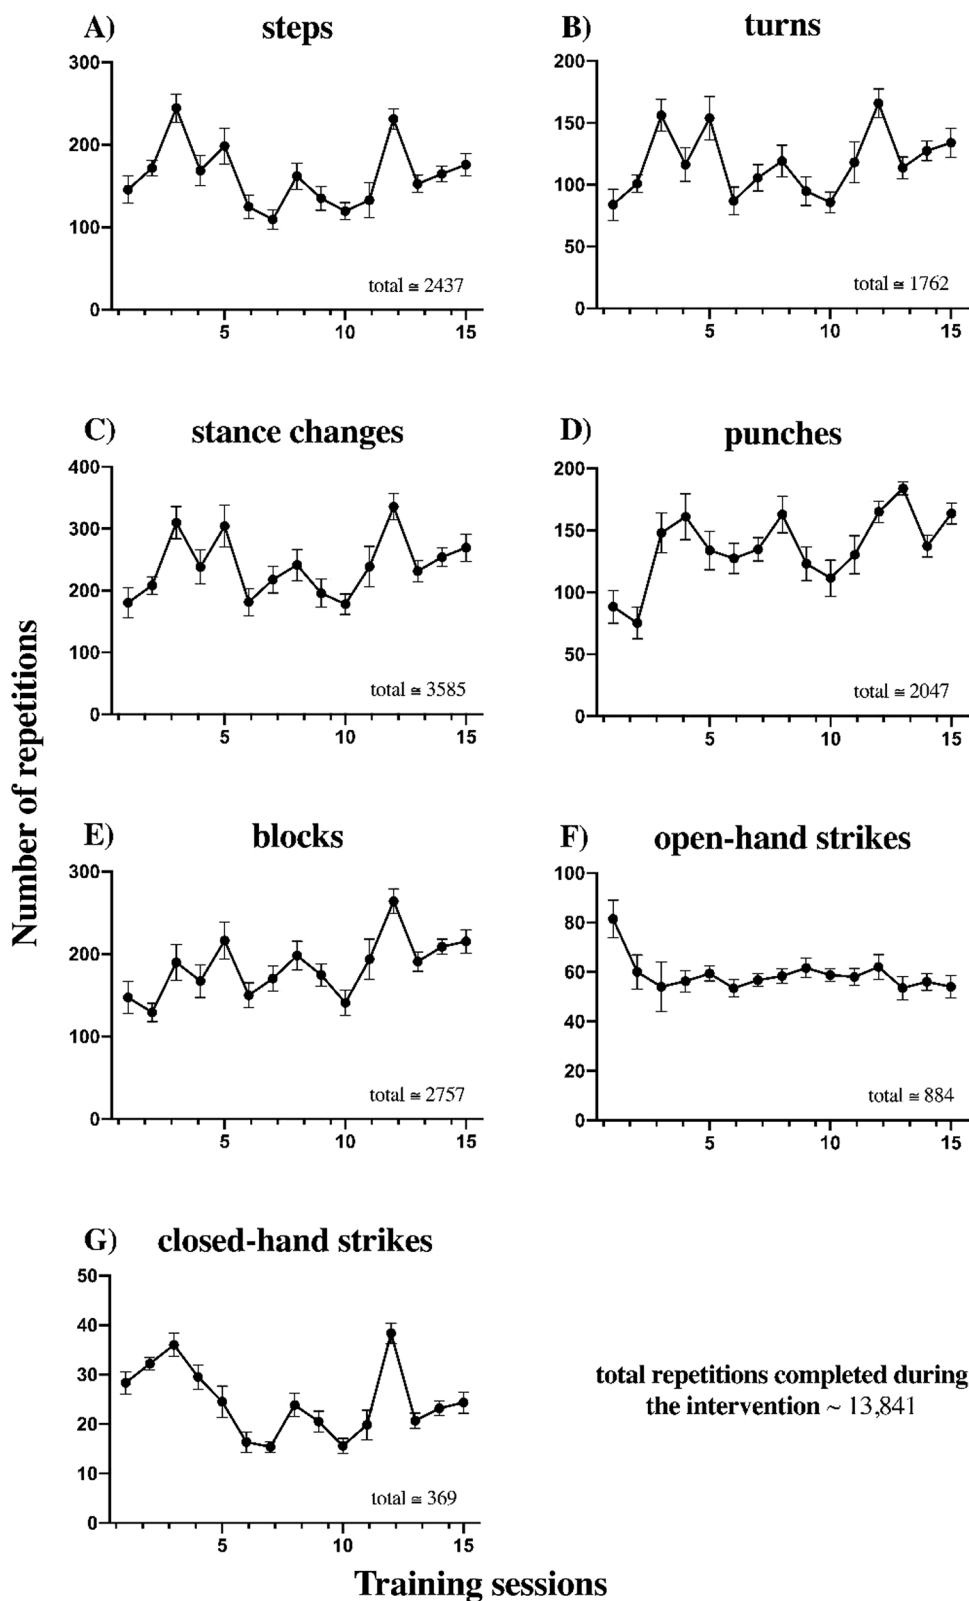 A) steps
300
200
100
0
5 10 15
total ≅ 2437
B) turns
200
150
100
50
0
5 10 15
total ≅ 1762
C) stance changes
400
300
200
100
0
5 10 15
total ≅ 3585
D) punches
200
150
100
50
0
5 10 15
total ≅ 2047
Number of repetitions
E) blocks
300
200
100
0
5 10 15
total ≅ 2757
F) open-hand strikes
100
80
60
40
20
0
5 10 15
total ≅ 884
G) closed-hand strikes
50
40
30
20
10
0
5 10 15
total ≅ 369
total repetitions completed during
the intervention ~ 13,841
Training sessions